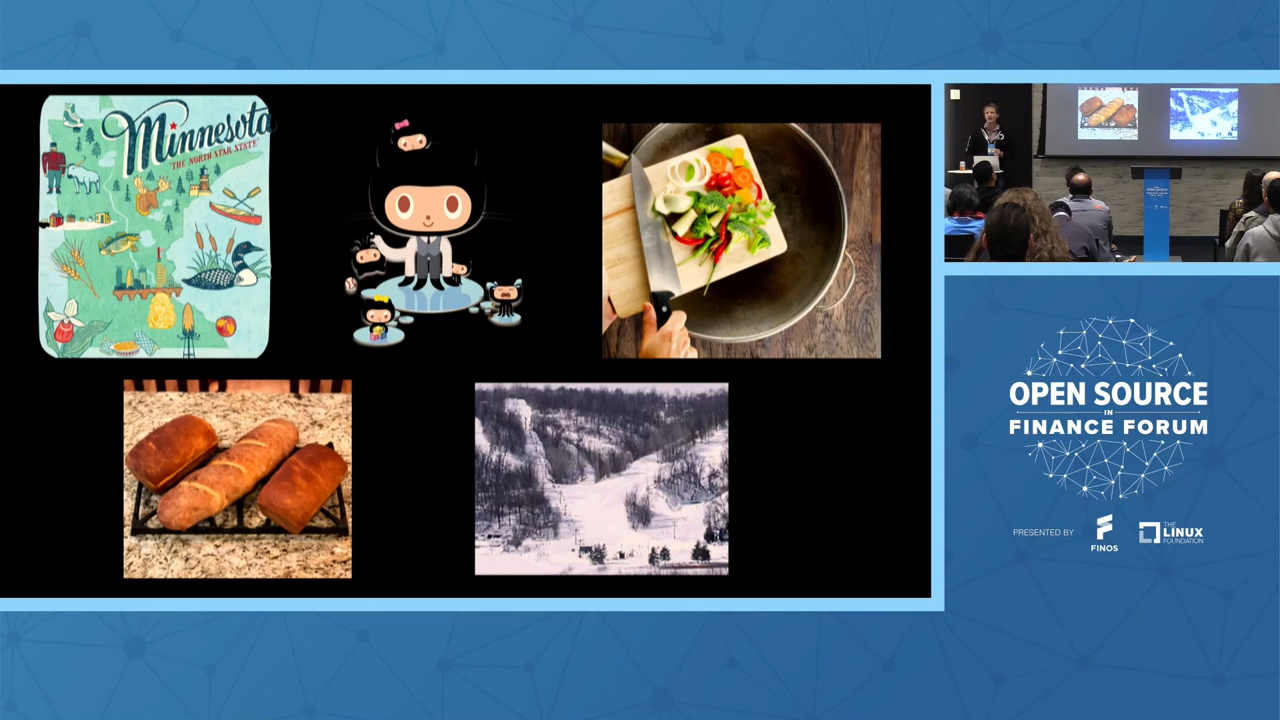 Minnesota
"THE NORTH STAR STATE"
OPEN SOURCE
IN
FINANCE FORUM
PRESENTED BY
FINOS
THE
LINUX
FOUNDATION